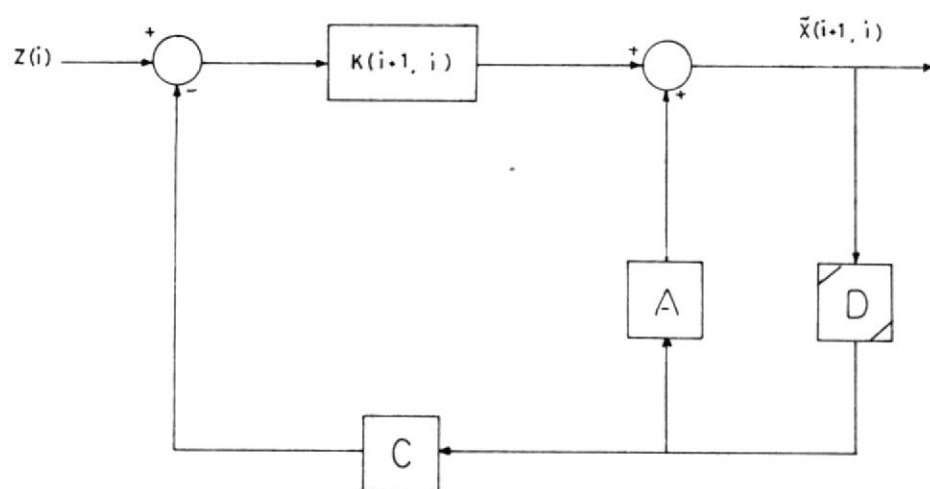 Z(i)
+
-
K(i+1, i)
+
+
x̃(i+1, i)
A
D
C